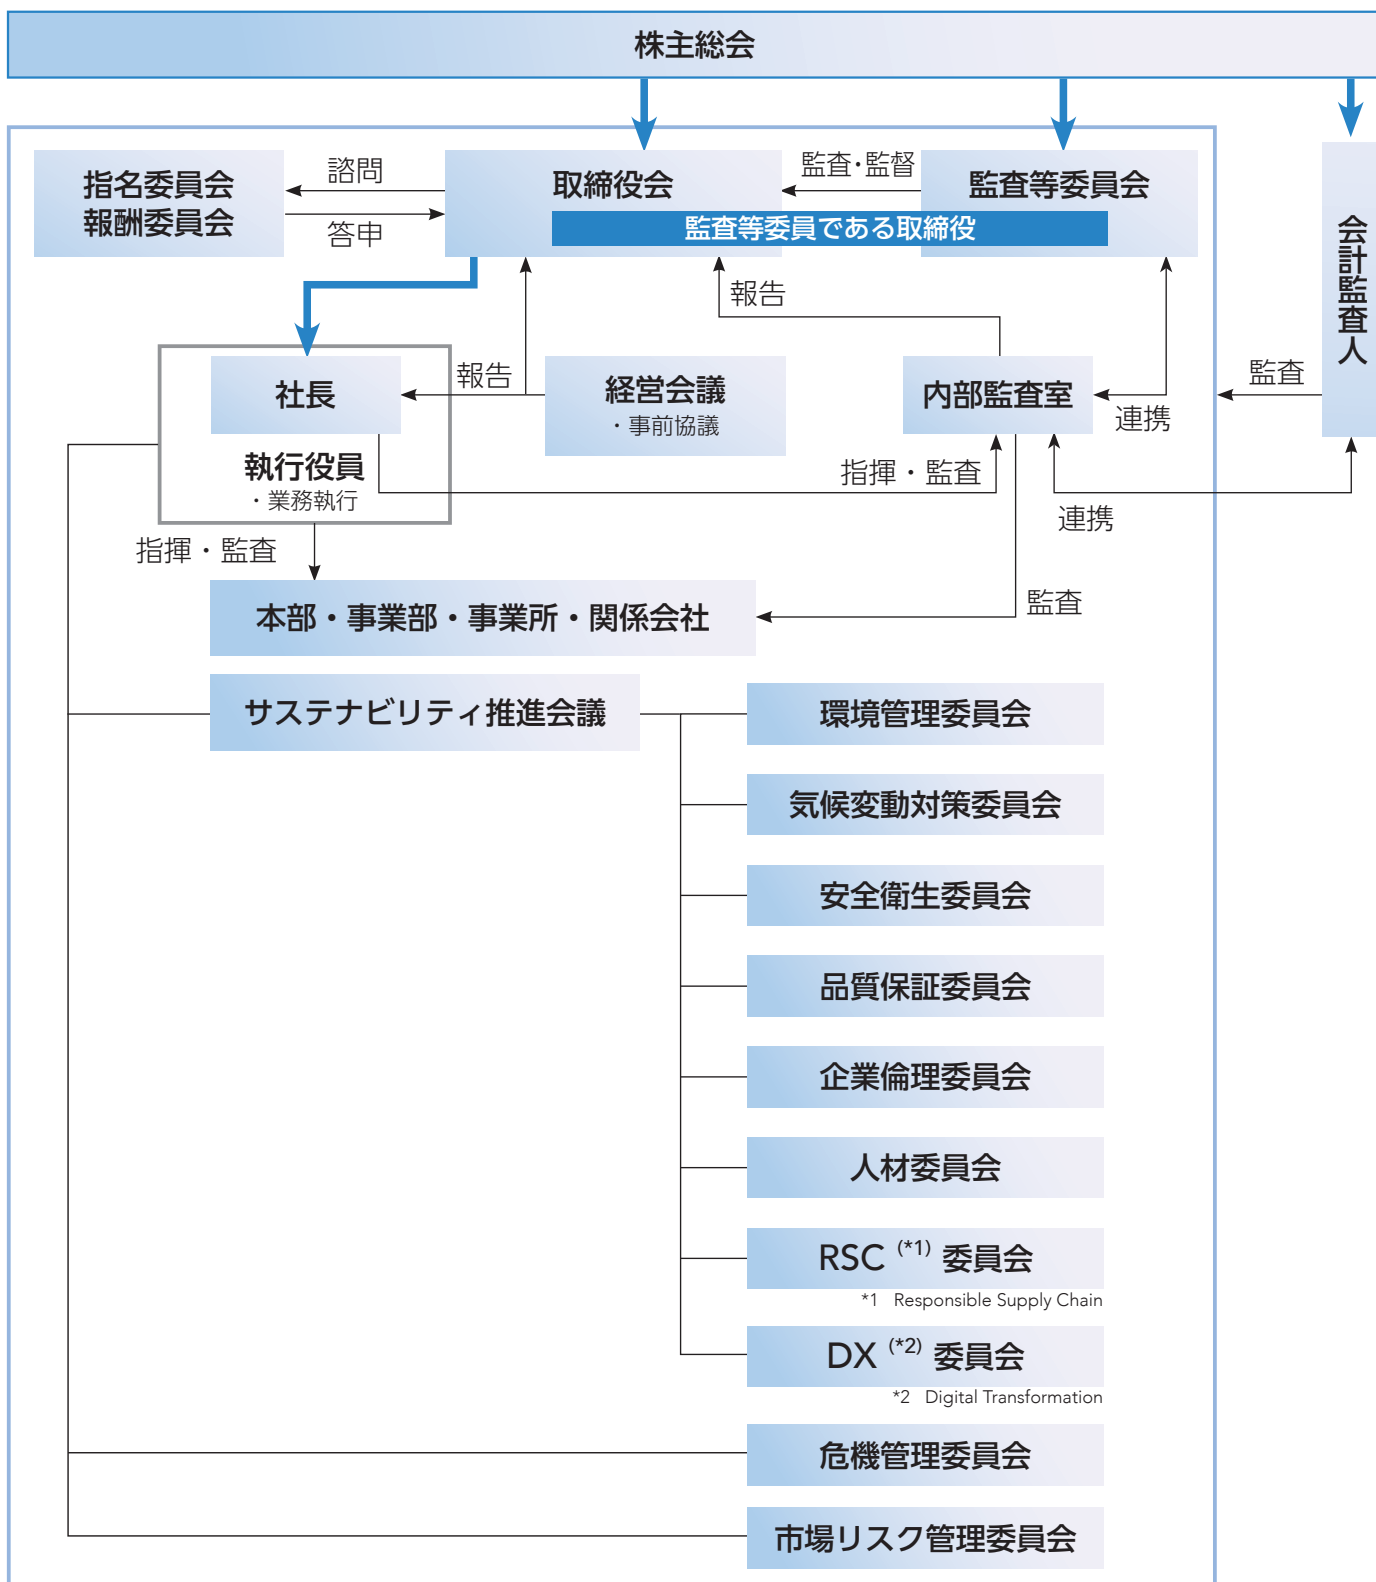 株主総会
指名委員会
報酬委員会
諮問
答申
取締役会
監査・監督
監査等委員会
監査等委員である取締役
会計監査人
報告
社長
報告
経営会議
・事前協議
内部監査室
連携
監査
執行役員
・業務執行
指揮・監査
連携
指揮・監査
本部・事業部・事業所・関係会社
監査
サステナビリティ推進会議
環境管理委員会
気候変動対策委員会
安全衛生委員会
品質保証委員会
企業倫理委員会
人材委員会
RSC (*1) 委員会
*1 Responsible Supply Chain
DX (*2) 委員会
*2 Digital Transformation
危機管理委員会
市場リスク管理委員会